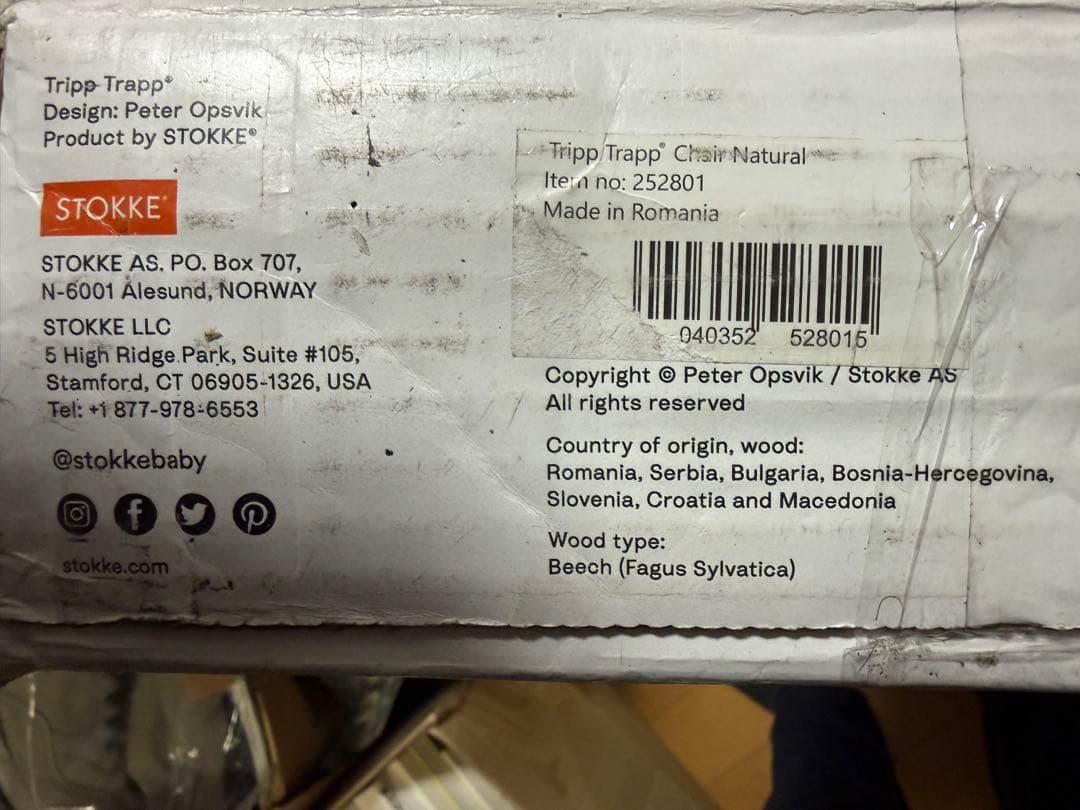 Tripp Trapp®
Design: Peter Opsvik
Product by STOKKE®
STOKKE®
STOKKE AS. PO. Box 707,
N-6001 Ålesund, NORWAY
STOKKE LLC
5 High Ridge Park, Suite #105,
Stamford, CT 06905-1326, USA
Tel: +1 877-978-6553
@stokkebaby
stokke.com
Tripp Trapp® Chair Natural
Item no: 252801
Made in Romania
040352 528015
Copyright © Peter Opsvik / Stokke AS
All rights reserved
Country of origin, wood:
Romania, Serbia, Bulgaria, Bosnia-Hercegovina,
Slovenia, Croatia and Macedonia
Wood type:
Beech (Fagus Sylvatica)